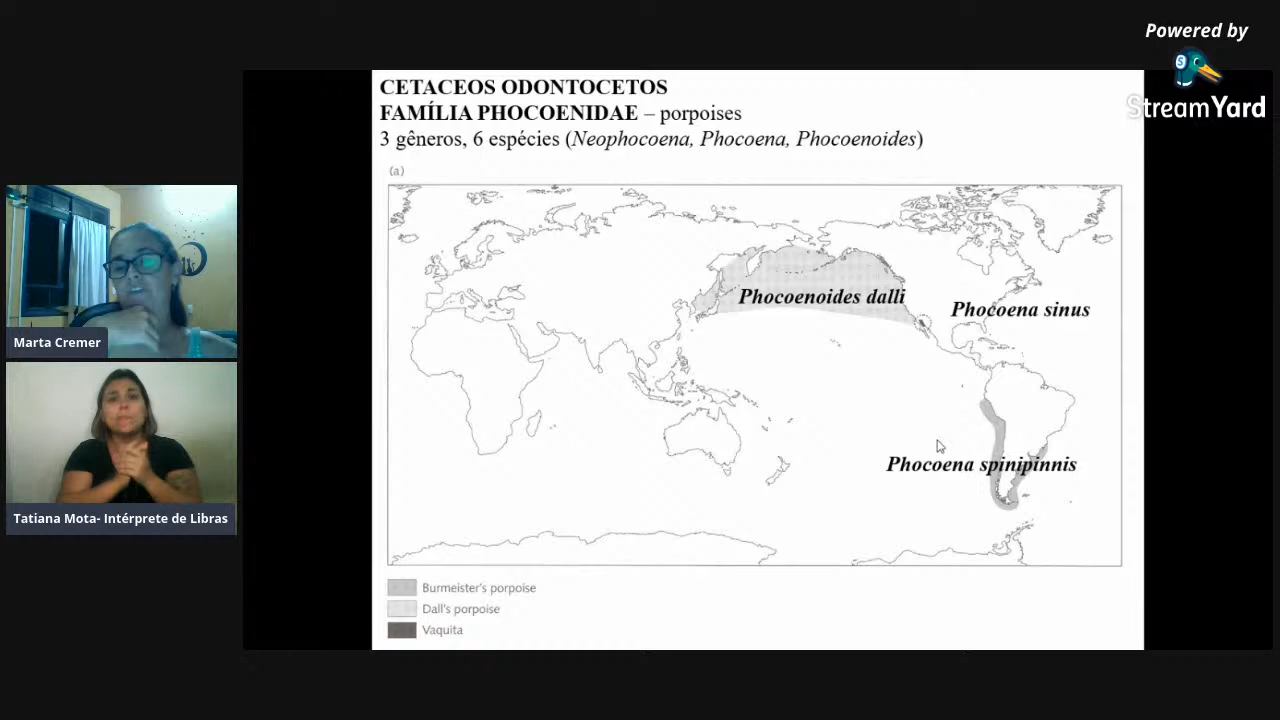 Powered by
StreamYard
CETACEOS ODONTOCETOS
FAMÍLIA PHOCOENIDAE – porpoises
3 gêneros, 6 espécies (Neophocoena, Phocoena, Phocoenoides)
(a)
Phocoenoides dalli
Phocoena sinus
Phocoena spinipinnis
Burmeister's porpoise
Dall's porpoise
Vaquita
Marta Cremer
Tatiana Mota- Intérprete de Libras